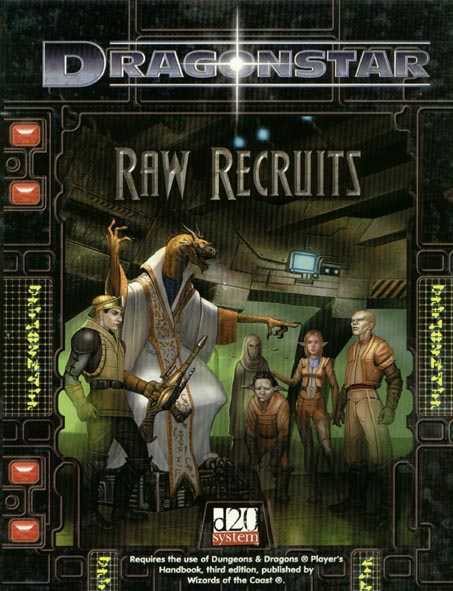 DRAGONSTAR
RAW RECRUITS
d20
system
Requires the use of Dungeons & Dragons ® Player's
Handbook, third edition, published by
Wizards of the Coast ®.